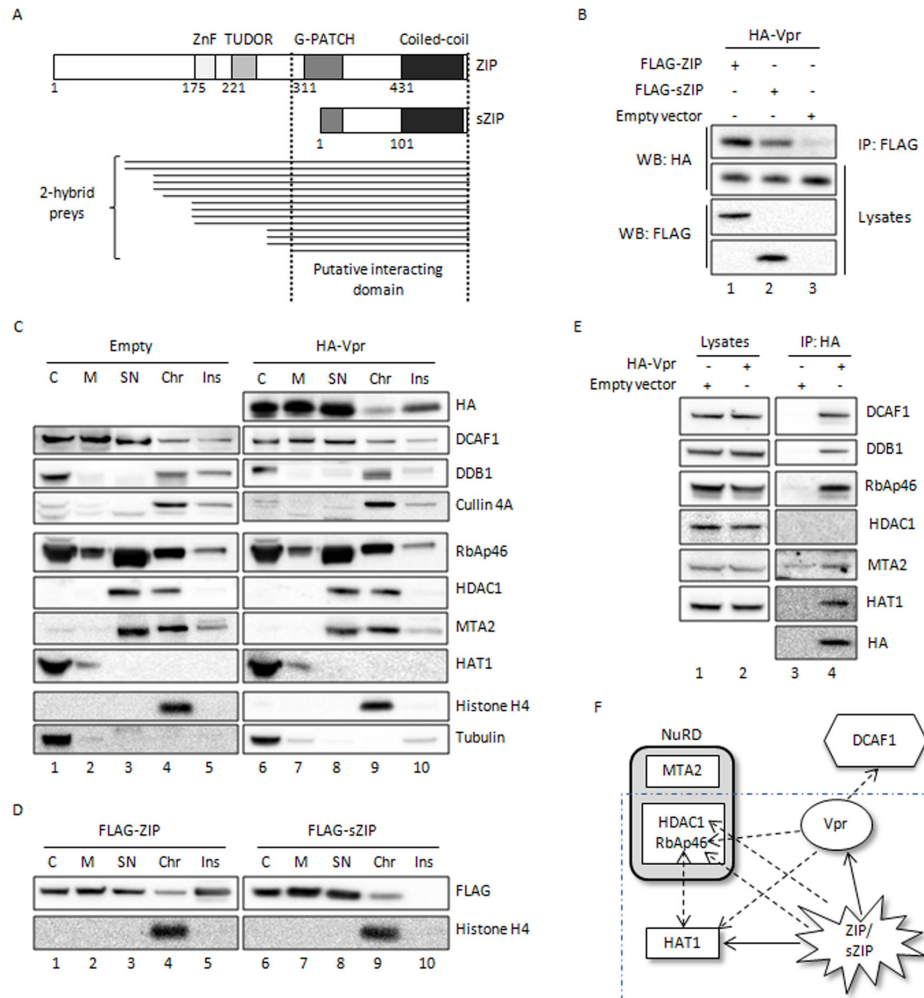 A
ZnF TUDOR G-PATCH Coiled-coil
ZIP
1 175 221 311 431
sZIP
1 101
2-hybrid
preys
Putative interacting
domain
B
HA-Vpr
FLAG-ZIP + - -
FLAG-sZIP - + -
Empty vector - - +
WB: HA
IP: FLAG
WB: FLAG
Lysates
1 2 3
C
Empty HA-Vpr
C M SN Chr Ins C M SN Chr Ins
HA
DCAF1
DDB1
Cullin 4A
RbAp46
HDAC1
MTA2
HAT1
Histone H4
Tubulin
1 2 3 4 5 6 7 8 9 10
D
FLAG-ZIP FLAG-sZIP
C M SN Chr Ins C M SN Chr Ins
FLAG
Histone H4
1 2 3 4 5 6 7 8 9 10
E
Lysates IP: HA
HA-Vpr - + - +
Empty vector + - + -
DCAF1
DDB1
RbAp46
HDAC1
MTA2
HAT1
HA
1 2 3 4
F
NuRD
MTA2
DCAF1
HDAC1
RbAp46
Vpr
HAT1
ZIP/
sZIP